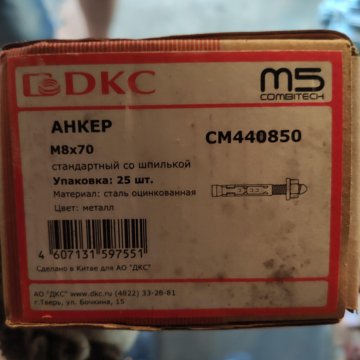 DKC
M5
COMBITECH
АНКЕР
M8x70
CM440850
стандартный со шпилькой
Упаковка: 25 шт.
Материал: сталь оцинкованная
Цвет: металл
4 607131 597551
Сделано в Китае для АО "ДКС"
АО "ДКС" www.dkc.ru (4822) 33-28-81
г.Тверь, ул. Бочкина, 15